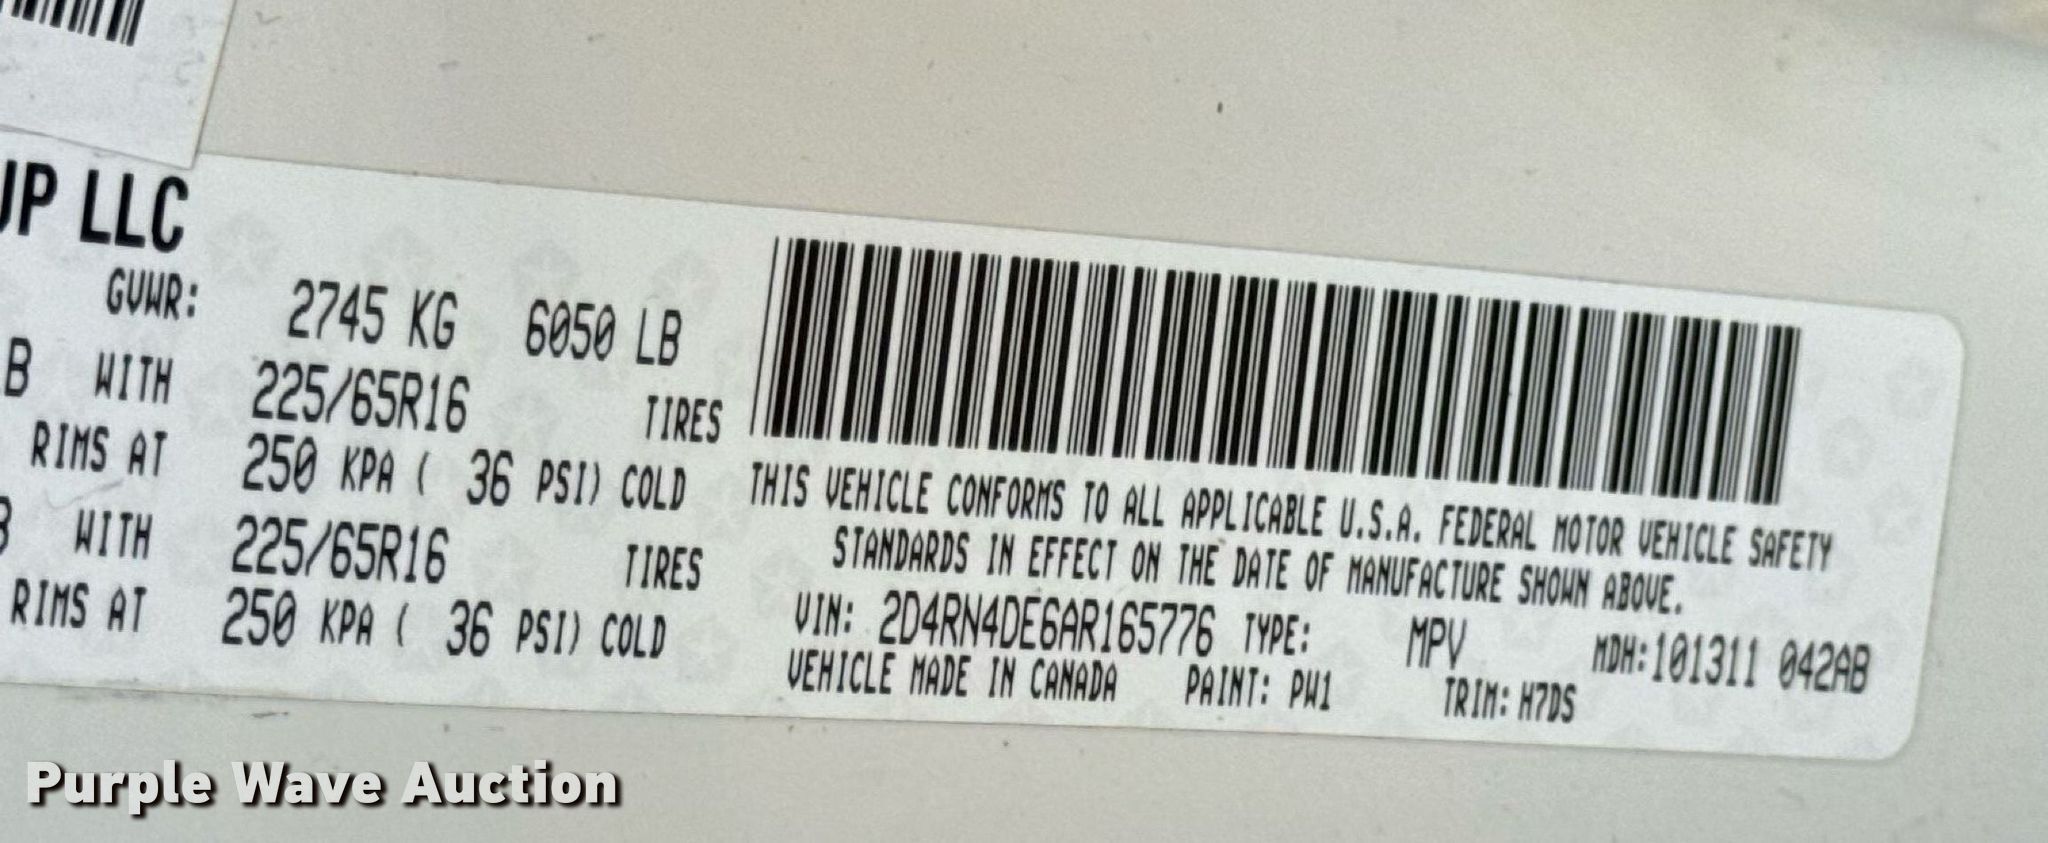 UP LLC
GVWR: 2745 KG 6050 LB
B WITH 225/65R16 TIRES
RIMS AT 250 KPA ( 36 PSI) COLD
B WITH 225/65R16 TIRES
RIMS AT 250 KPA ( 36 PSI) COLD
THIS VEHICLE CONFORMS TO ALL APPLICABLE U.S.A. FEDERAL MOTOR VEHICLE SAFETY
STANDARDS IN EFFECT ON THE DATE OF MANUFACTURE SHOWN ABOVE.
VIN: 2D4RN4DE6AR165776 TYPE: MPV MDH:101311 042AB
VEHICLE MADE IN CANADA PAINT: PW1 TRIM: H7DS
Purple Wave Auction